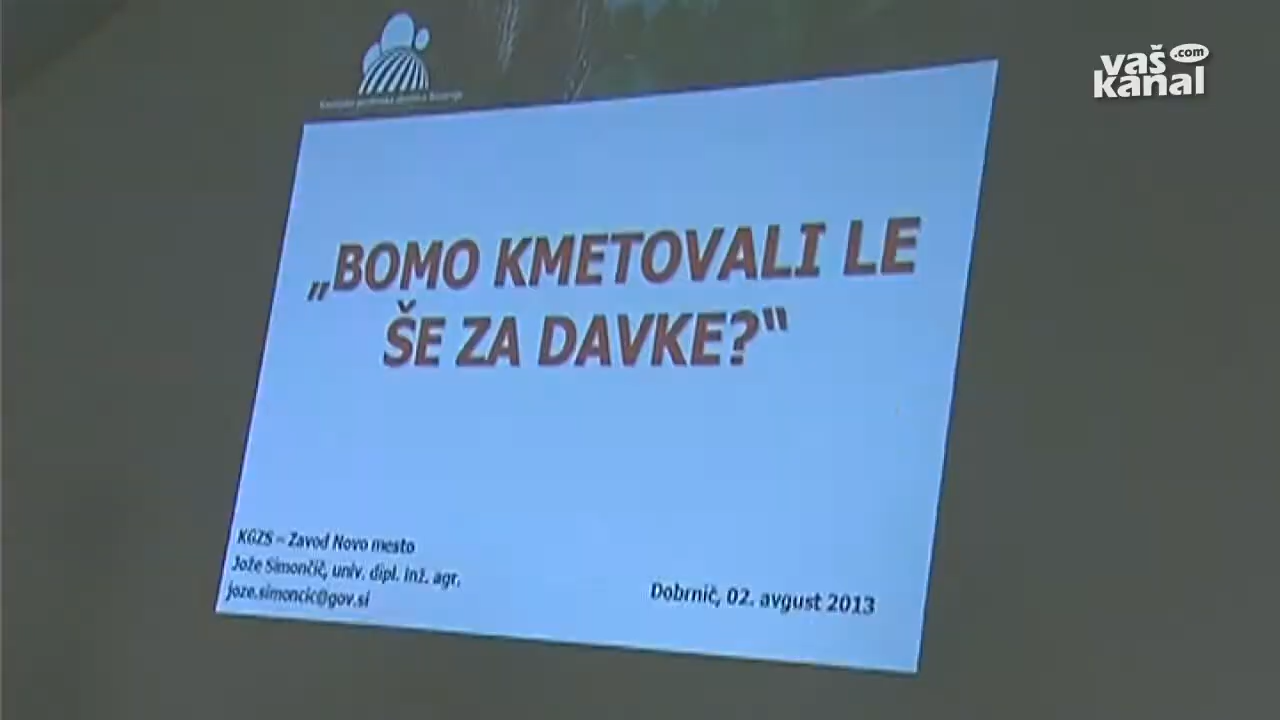 vaš
.com
kanal
„BOMO KMETOVALI LE
ŠE ZA DAVKE?“
KGZS – Zavod Novo mesto
Jože Simončič, univ. dipl. inž. agr.
joze.simoncic@gov.si
Dobrnič, 02. avgust 2013